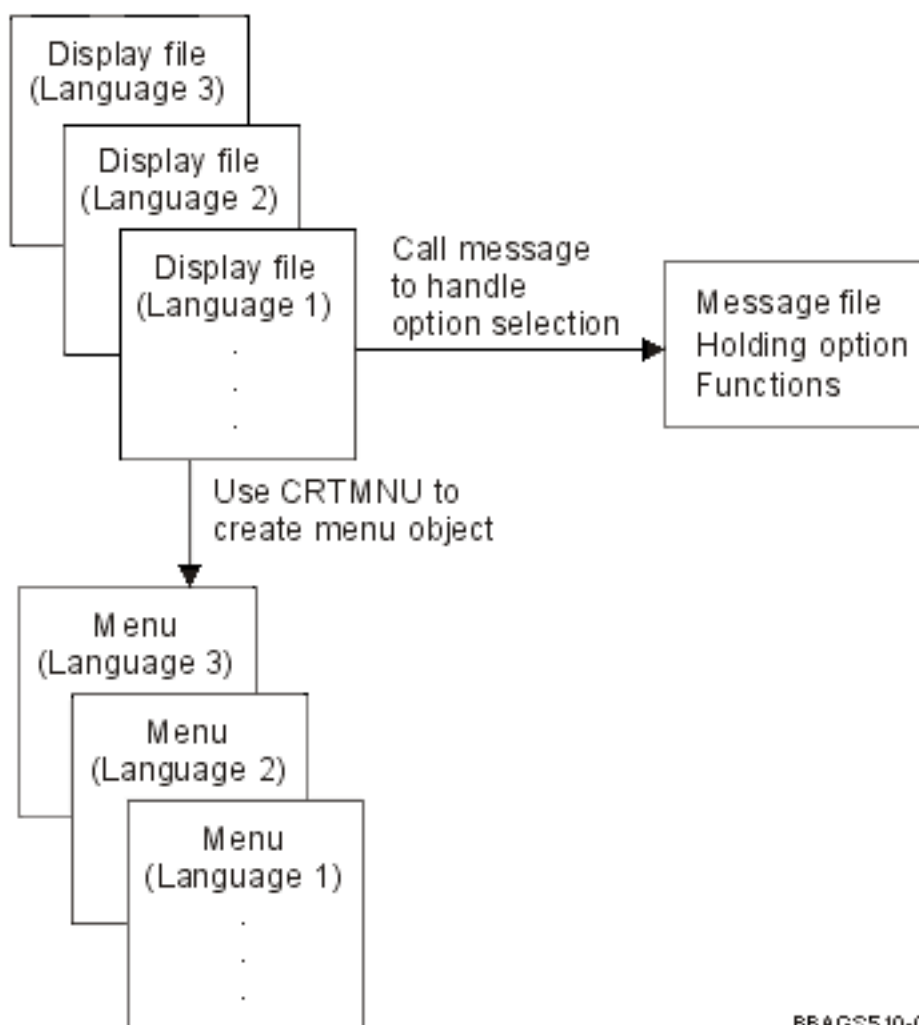 Display file
(Language 3)
Display file
(Language 2)
Display file
(Language 1)
.
.
.
Call message
to handle
option selection
Message file
Holding option
Functions
Use CRTMNU to
create menu object
Menu
(Language 3)
Menu
(Language 2)
Menu
(Language 1)
.
.
.